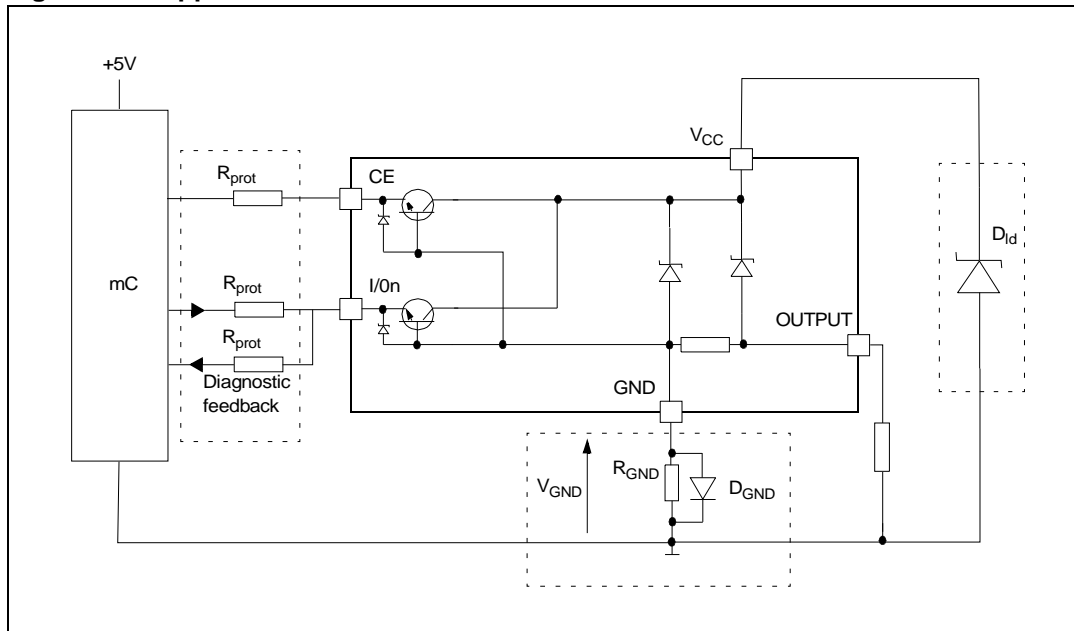 +5V
mC
Rprot
CE
VCC
Dld
Rprot
I/0n
Rprot
Diagnostic
feedback
OUTPUT
GND
VGND
RGND
DGND